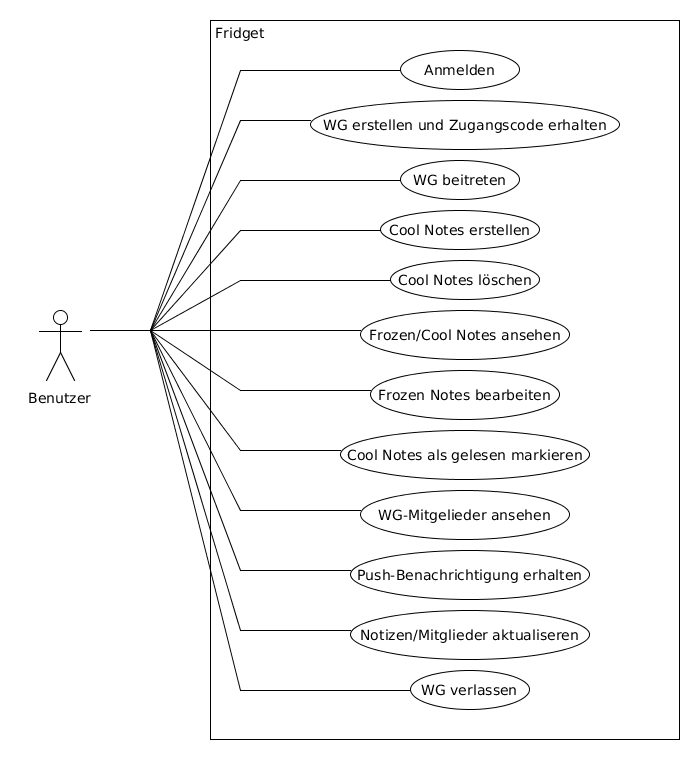 Fridget
Anmelden
WG erstellen und Zugangscode erhalten
WG beitreten
Cool Notes erstellen
Cool Notes löschen
Frozen/Cool Notes ansehen
Benutzer
Frozen Notes bearbeiten
Cool Notes als gelesen markieren
WG-Mitgelieder ansehen
Push-Benachrichtigung erhalten
Notizen/Mitglieder aktualiseren
WG verlassen